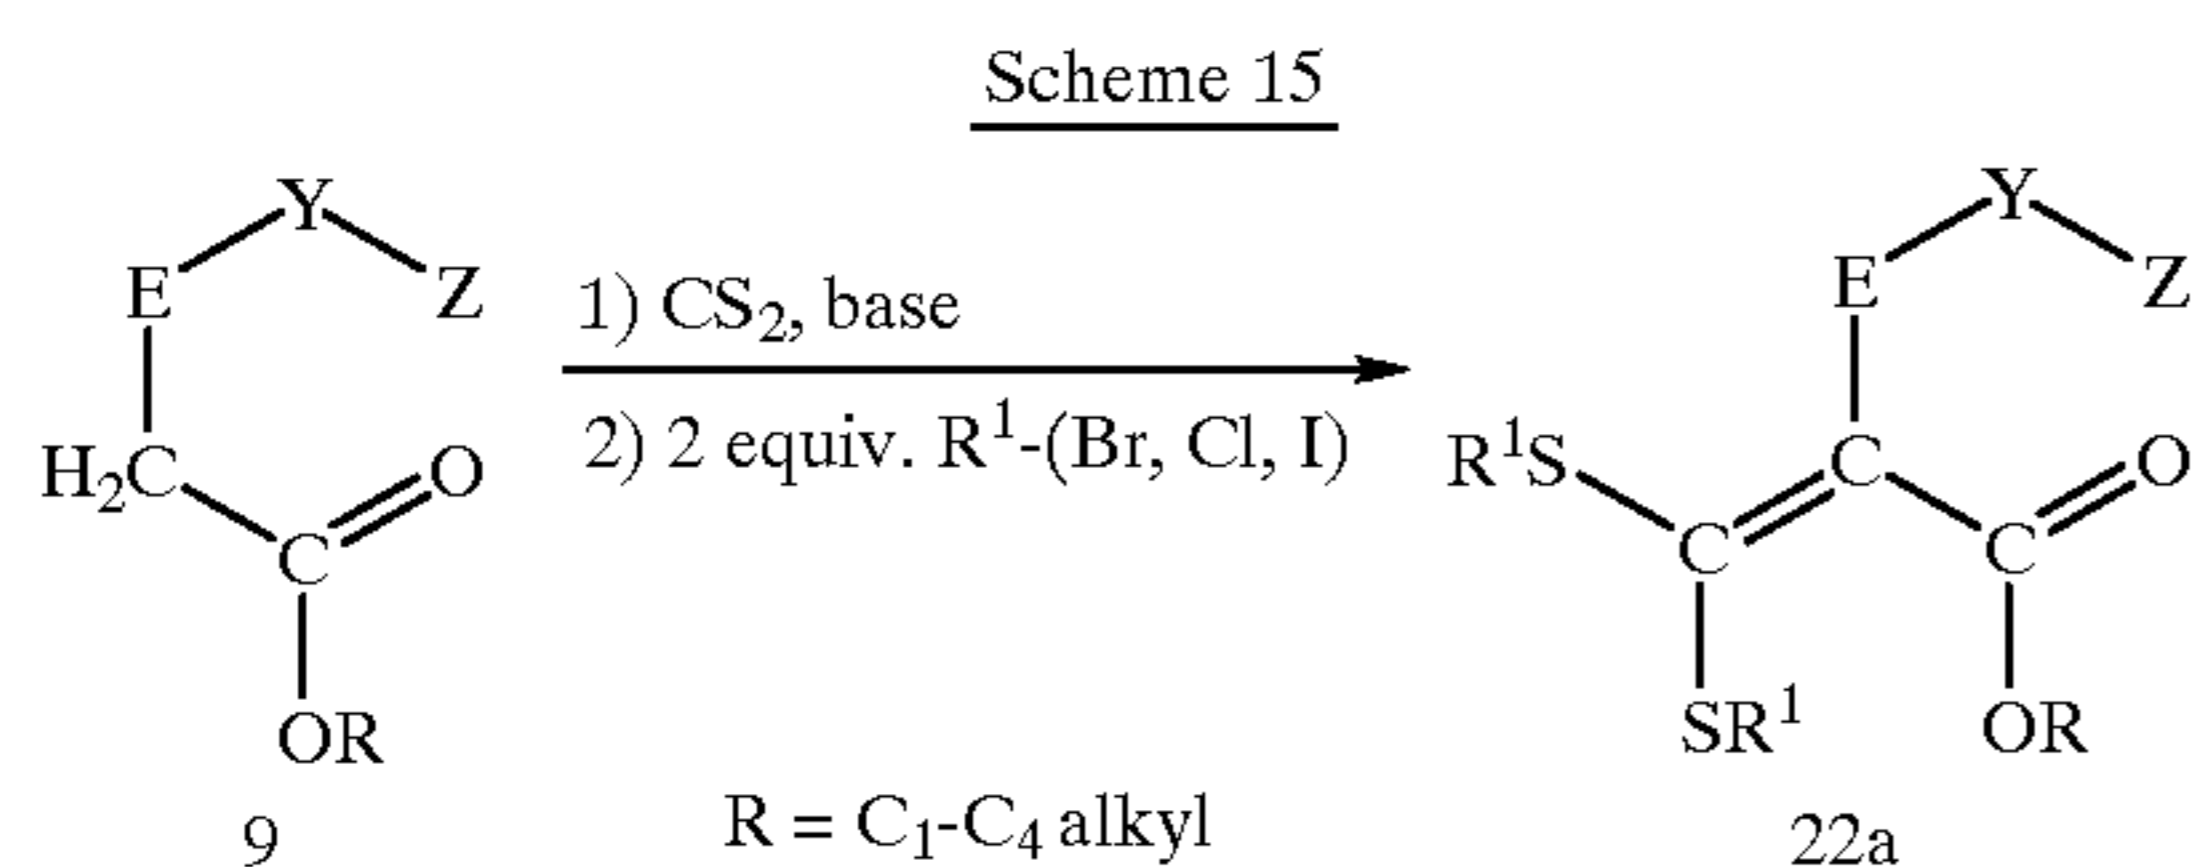 Scheme 15
Y
E Z
H₂C O
C
OR
9
1) CS₂, base
2) 2 equiv. R¹-(Br, Cl, I)
R = C₁-C₄ alkyl
Y
E Z
R¹S C O
C C
SR¹ OR
22a